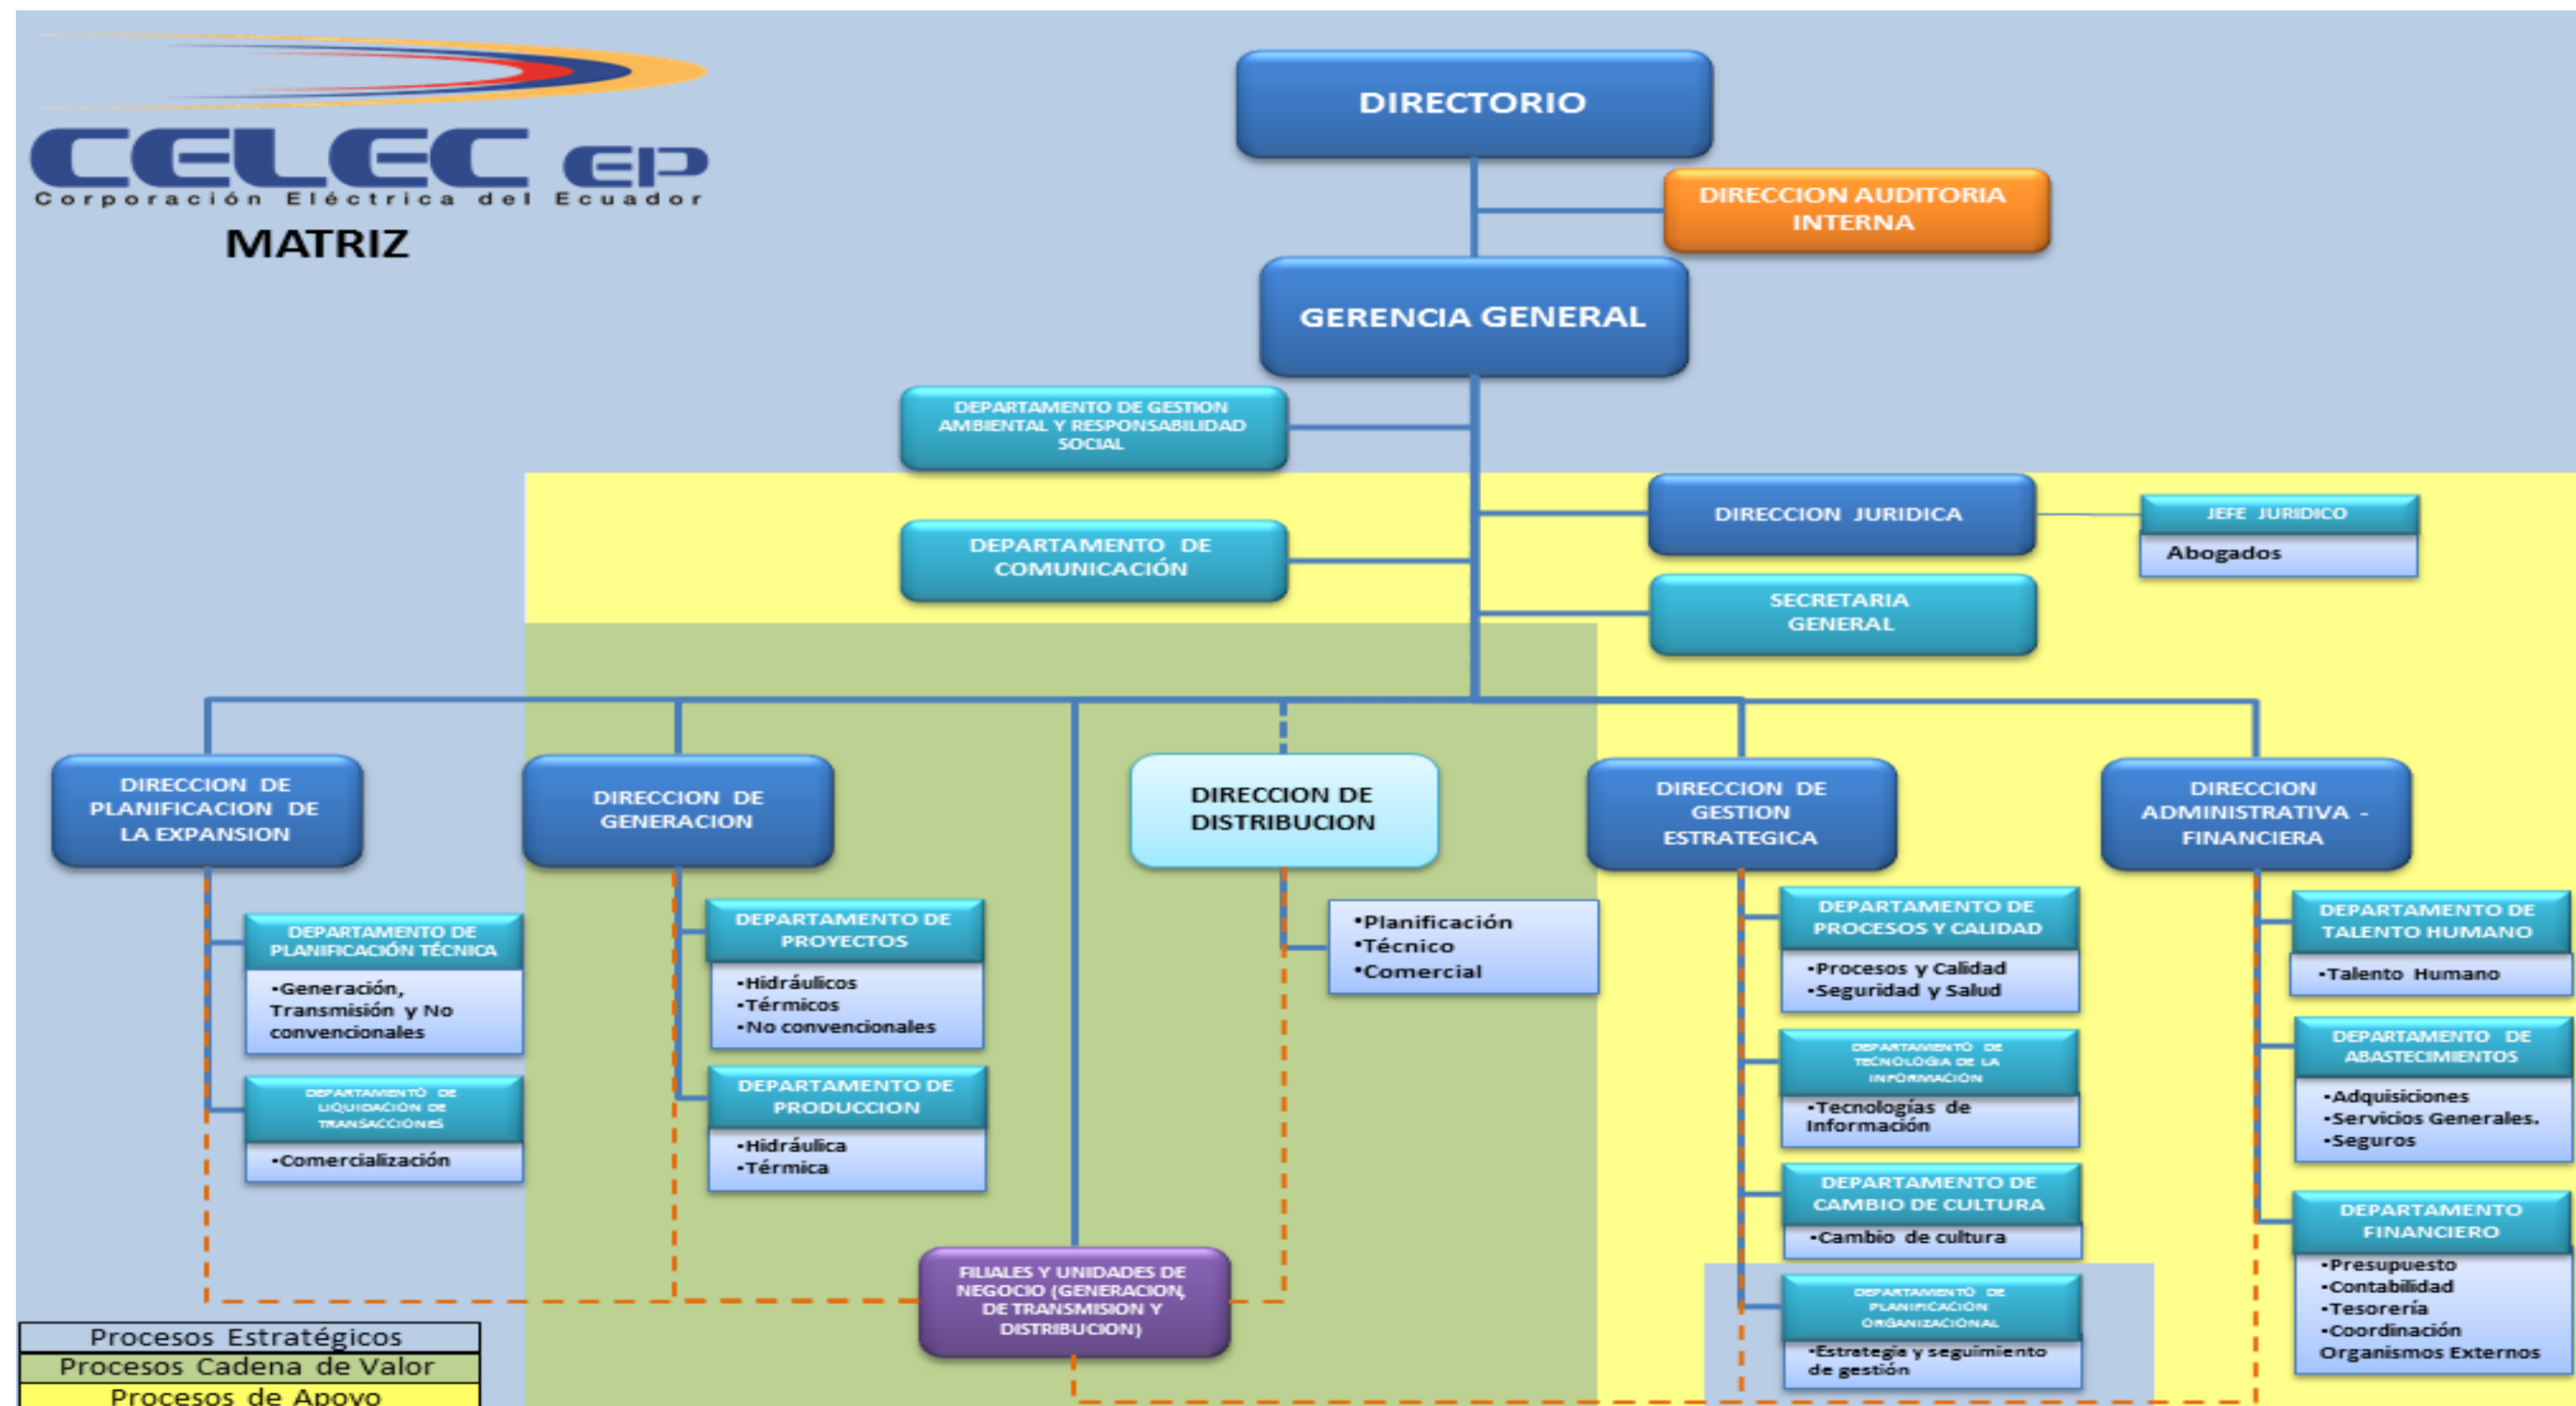 CELEC EP
Corporación Eléctrica del Ecuador
MATRIZ
DIRECTORIO
DIRECCION AUDITORIA
INTERNA
GERENCIA GENERAL
DEPARTAMENTO DE GESTION
AMBIENTAL Y RESPONSABILIDAD
SOCIAL
DIRECCION JURIDICA
JEFE JURIDICO
Abogados
DEPARTAMENTO DE
COMUNICACIÓN
SECRETARIA
GENERAL
DIRECCION DE
PLANIFICACION DE
LA EXPANSION
DEPARTAMENTO DE
PLANIFICACIÓN TÉCNICA
•Generación,
Transmisión y No
convencionales
DEPARTAMENTO DE
LIQUIDACIÓN DE
TRANSACCIONES
•Comercialización
DIRECCION DE
GENERACION
DEPARTAMENTO DE
PROYECTOS
•Hidráulicos
•Térmicos
•No convencionales
DEPARTAMENTO DE
PRODUCCION
•Hidráulica
•Térmica
FILIALES Y UNIDADES DE
NEGOCIO (GENERACION,
DE TRANSMISION Y
DISTRIBUCION)
DIRECCION DE
DISTRIBUCION
•Planificación
•Técnico
•Comercial
DIRECCION DE
GESTION
ESTRATEGICA
DEPARTAMENTO DE
PROCESOS Y CALIDAD
•Procesos y Calidad
•Seguridad y Salud
DEPARTAMENTO DE
TECNOLOGIA DE LA
INFORMACIÓN
•Tecnologías de
Información
DEPARTAMENTO DE
CAMBIO DE CULTURA
•Cambio de cultura
DEPARTAMENTO DE
PLANIFICACIÓN
ORGANIZACIONAL
•Estrategia y seguimiento
de gestión
DIRECCION
ADMINISTRATIVA -
FINANCIERA
DEPARTAMENTO DE
TALENTO HUMANO
•Talento Humano
DEPARTAMENTO DE
ABASTECIMIENTOS
•Adquisiciones
•Servicios Generales.
•Seguros
DEPARTAMENTO
FINANCIERO
•Presupuesto
•Contabilidad
•Tesorería
•Coordinación
Organismos Externos
Procesos Estratégicos
Procesos Cadena de Valor
Procesos de Apoyo